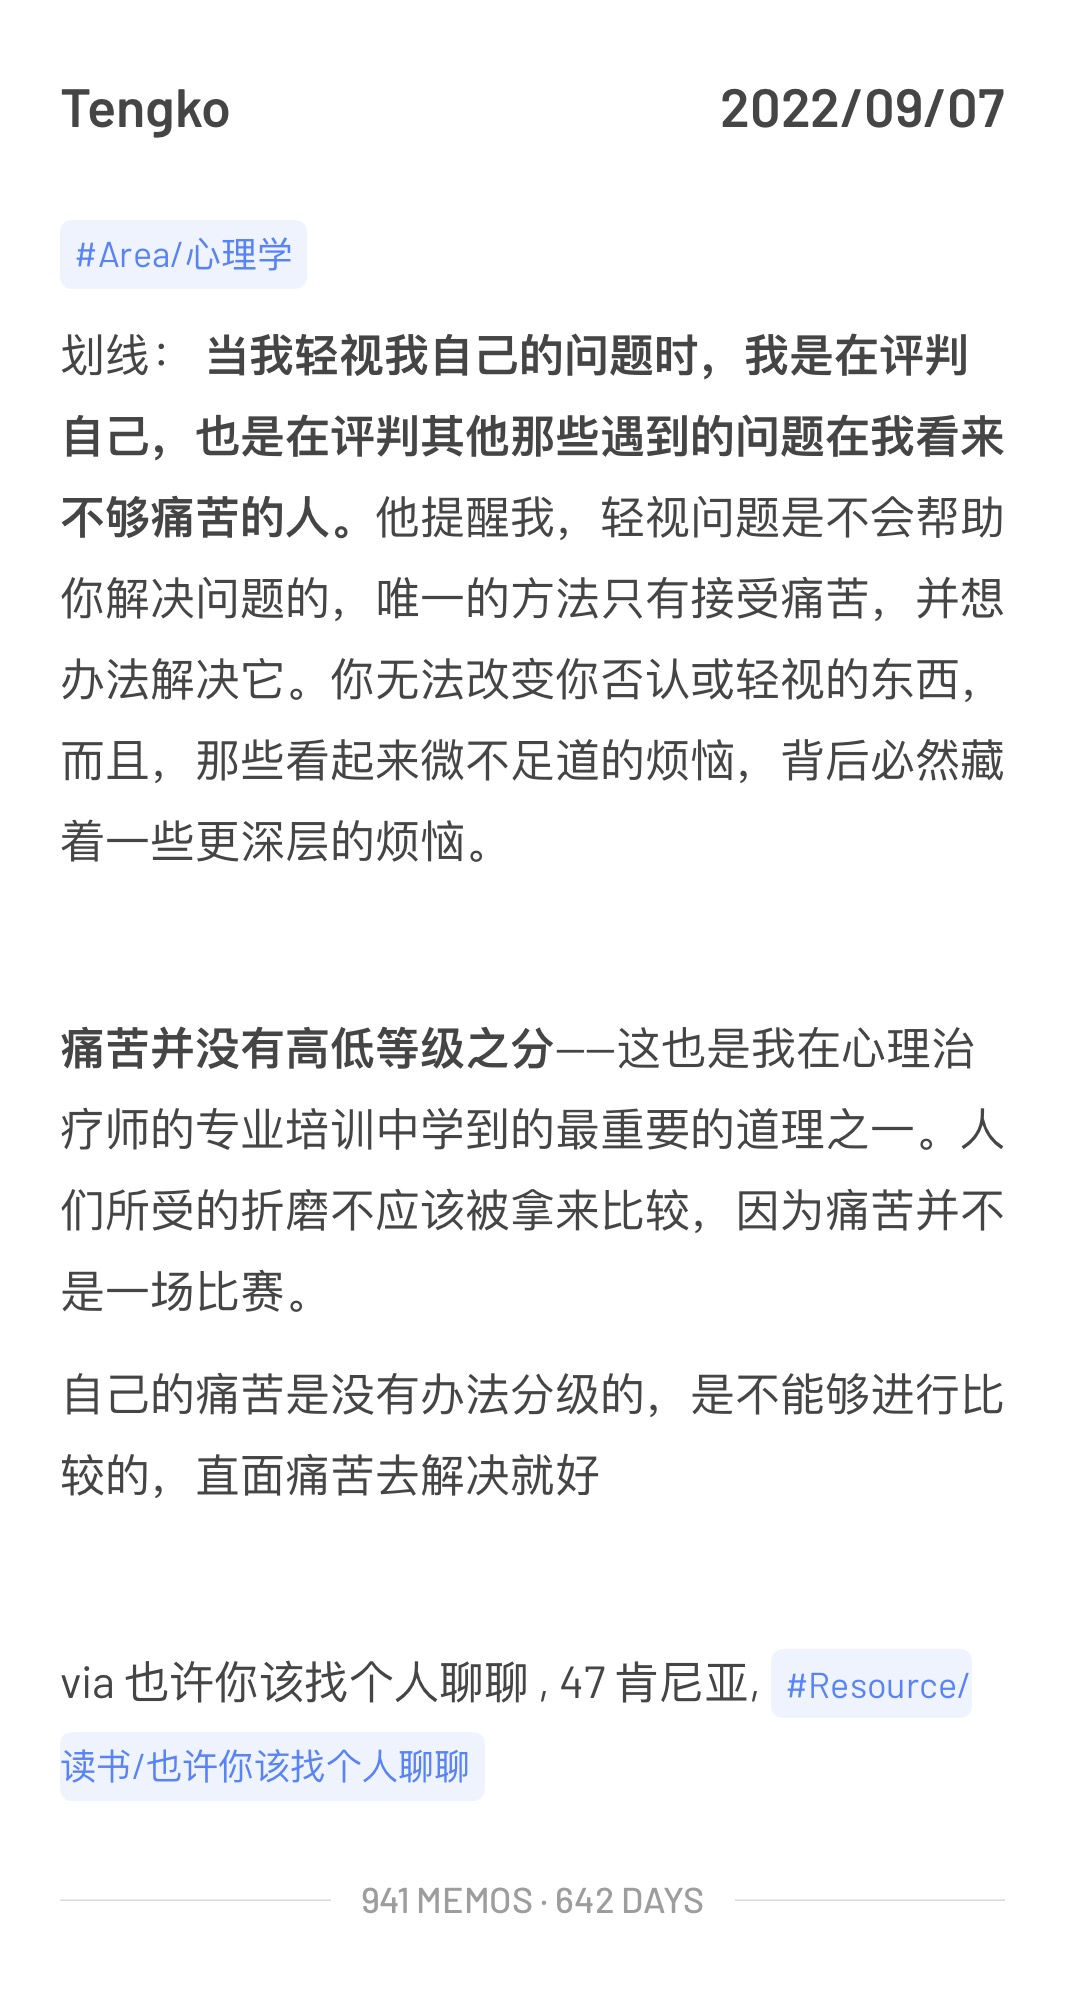 Tengko
2022/09/07
#Area/心理学
划线： 当我轻视我自己的问题时，我是在评判
自己，也是在评判其他那些遇到的问题在我看来
不够痛苦的人。他提醒我，轻视问题是不会帮助
你解决问题的，唯一的方法只有接受痛苦，并想
办法解决它。你无法改变你否认或轻视的东西，
而且，那些看起来微不足道的烦恼，背后必然藏
着一些更深层的烦恼。
痛苦并没有高低等级之分——这也是我在心理治
疗师的专业培训中学到的最重要的道理之一。人
们所受的折磨不应该被拿来比较，因为痛苦并不
是一场比赛。
自己的痛苦是没有办法分级的，是不能够进行比
较的，直面痛苦去解决就好
via 也许你该找个人聊聊 , 47 肯尼亚, #Resource/
读书/也许你该找个人聊聊
941 MEMOS · 642 DAYS